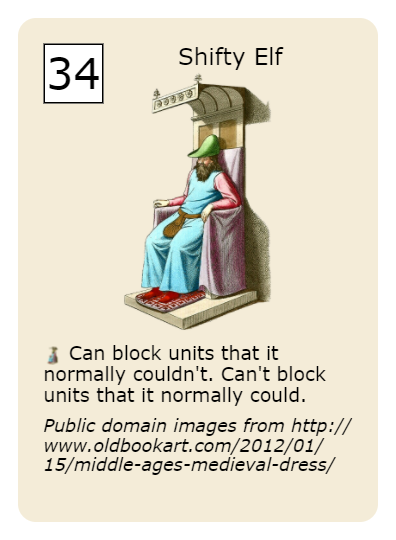 34
Shifty Elf
Can block units that it
normally couldn't. Can't block
units that it normally could.
Public domain images from http://
www.oldbookart.com/2012/01/
15/middle-ages-medieval-dress/